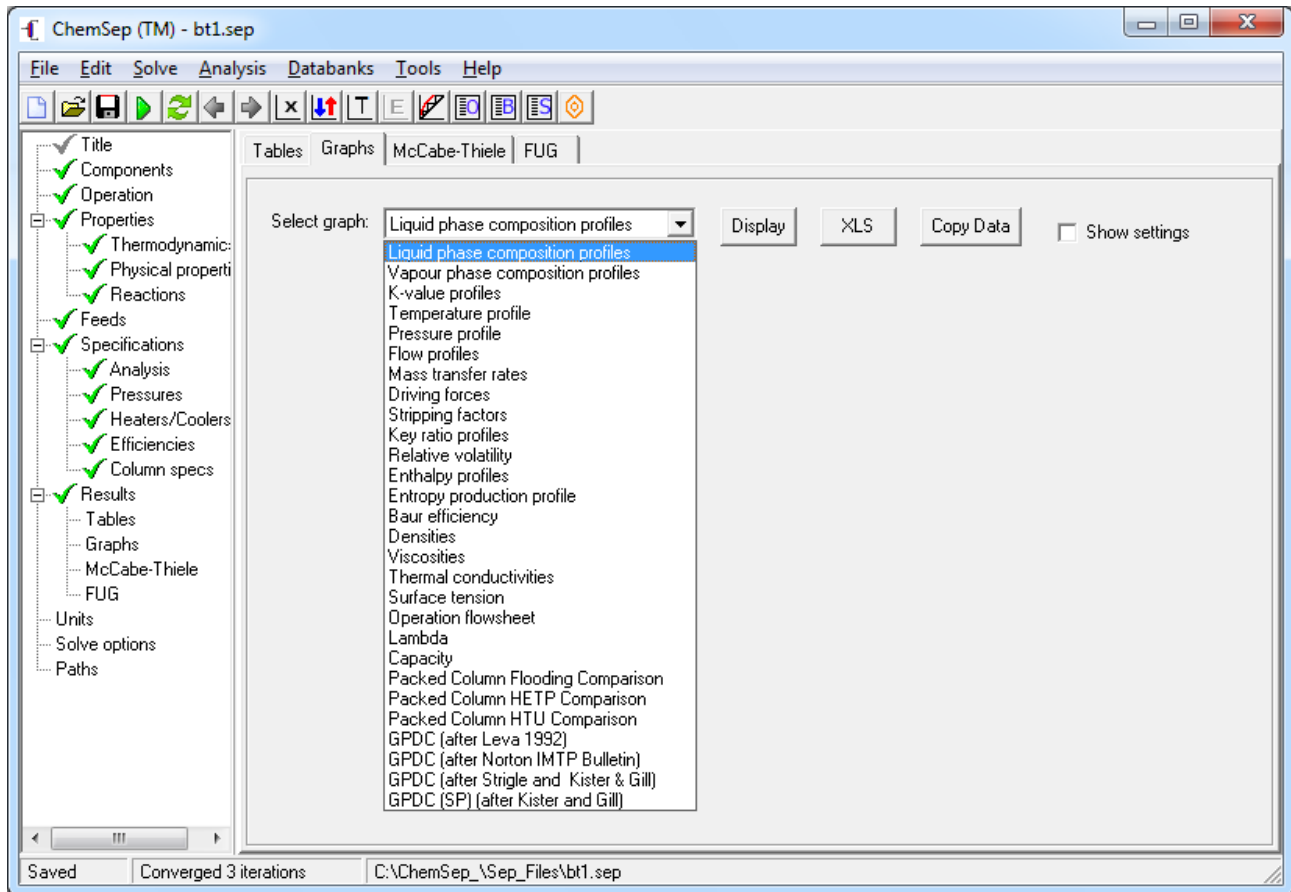 ChemSep (TM) - bt1.sep
File Edit Solve Analysis Databanks Tools Help
Title
Components
Operation
Properties
Thermodynamic:
Physical properti
Reactions
Feeds
Specifications
Analysis
Pressures
Heaters/Coolers
Efficiencies
Column specs
Results
Tables
Graphs
McCabe-Thiele
FUG
Units
Solve options
Paths
Tables Graphs McCabe-Thiele FUG
Select graph: Liquid phase composition profiles Display XLS Copy Data Show settings
Liquid phase composition profiles
Vapour phase composition profiles
K-value profiles
Temperature profile
Pressure profile
Flow profiles
Mass transfer rates
Driving forces
Stripping factors
Key ratio profiles
Relative volatility
Enthalpy profiles
Entropy production profile
Baur efficiency
Densities
Viscosities
Thermal conductivities
Surface tension
Operation flowsheet
Lambda
Capacity
Packed Column Flooding Comparison
Packed Column HETP Comparison
Packed Column HTU Comparison
GPDC (after Leva 1992)
GPDC (after Norton IMTP Bulletin)
GPDC (after Strigle and Kister & Gill)
GPDC (SP) (after Kister and Gill)
Saved Converged 3 iterations C:\ChemSep_\Sep_Files\bt1.sep